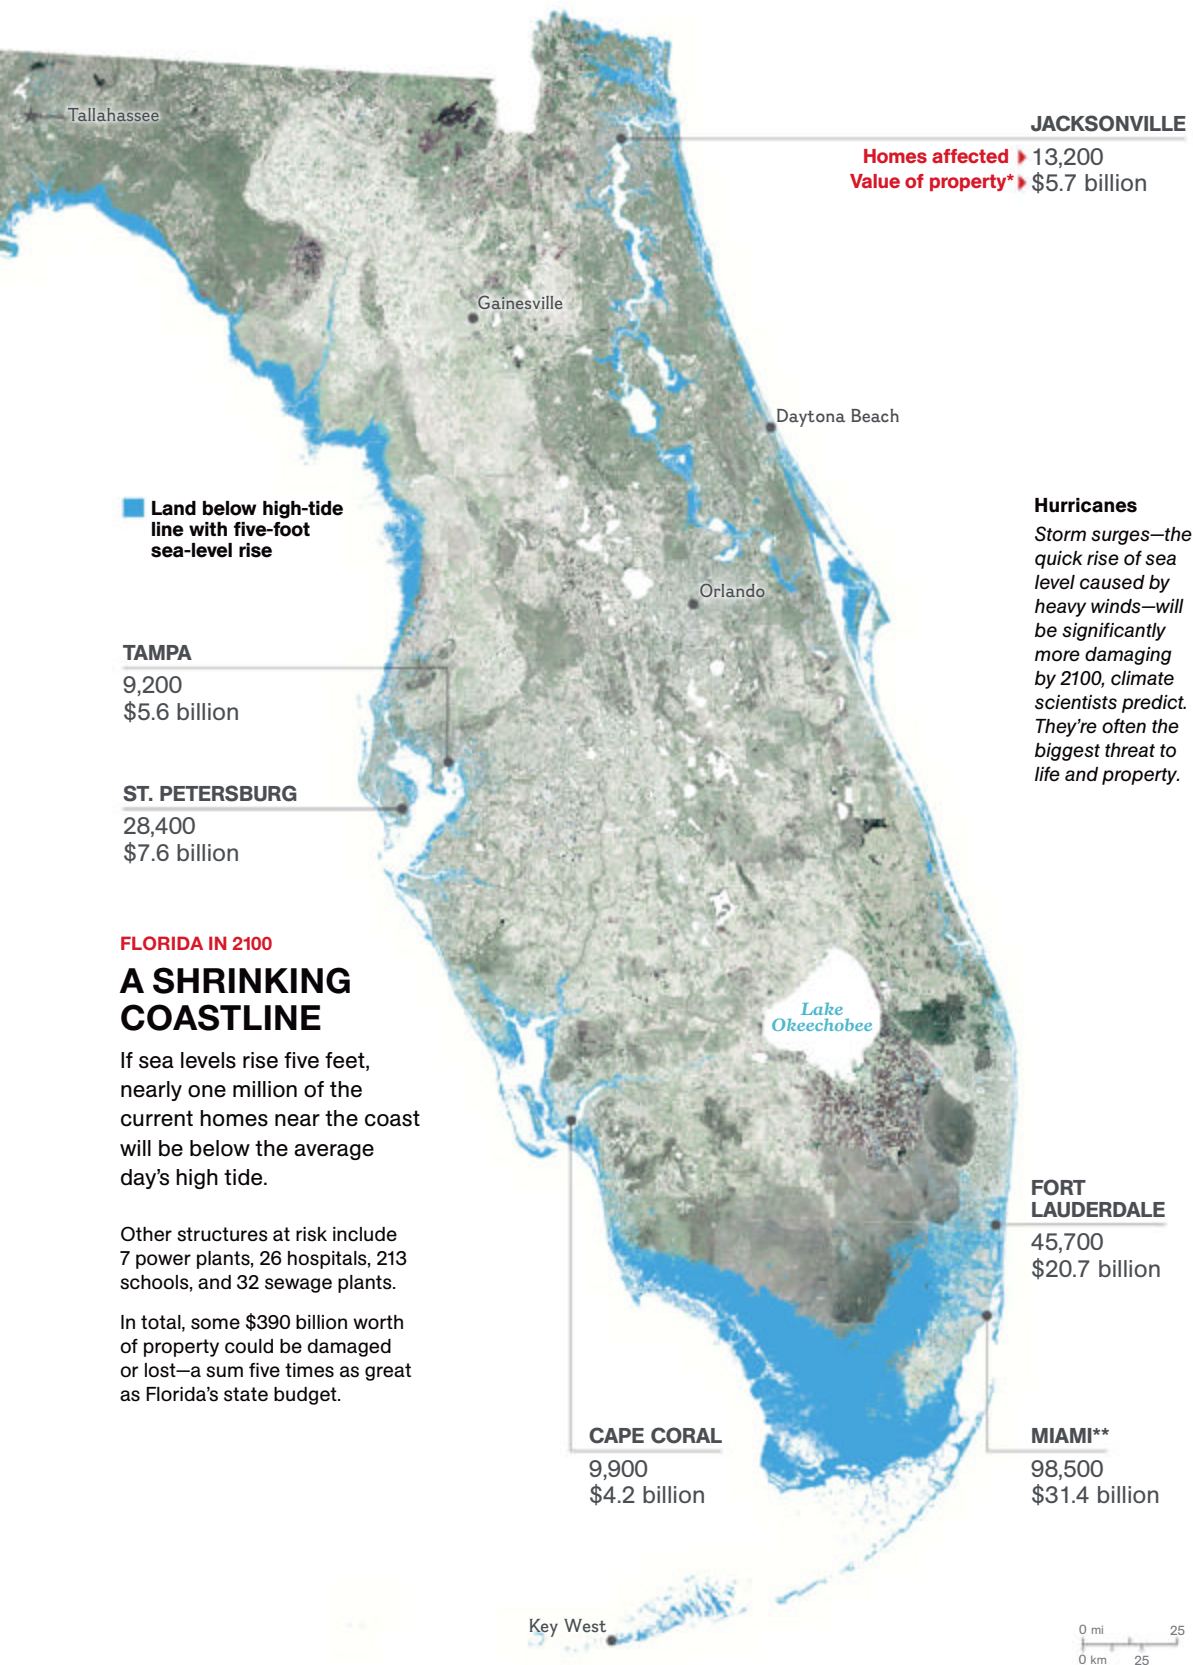 Tallahassee
JACKSONVILLE
Homes affected 13,200
Value of property* $5.7 billion
Gainesville
Daytona Beach
Land below high-tide
line with five-foot
sea-level rise
Hurricanes
Storm surges—the
quick rise of sea
level caused by
heavy winds—will
be significantly
more damaging
by 2100, climate
scientists predict.
They're often the
biggest threat to
life and property.
Orlando
TAMPA
9,200
$5.6 billion
ST. PETERSBURG
28,400
$7.6 billion
FLORIDA IN 2100
A SHRINKING
COASTLINE
If sea levels rise five feet,
nearly one million of the
current homes near the coast
will be below the average
day's high tide.
Other structures at risk include
7 power plants, 26 hospitals, 213
schools, and 32 sewage plants.
In total, some $390 billion worth
of property could be damaged
or lost—a sum five times as great
as Florida's state budget.
Lake
Okeechobee
FORT
LAUDERDALE
45,700
$20.7 billion
CAPE CORAL
9,900
$4.2 billion
MIAMI**
98,500
$31.4 billion
Key West
0 mi 25
0 km 25